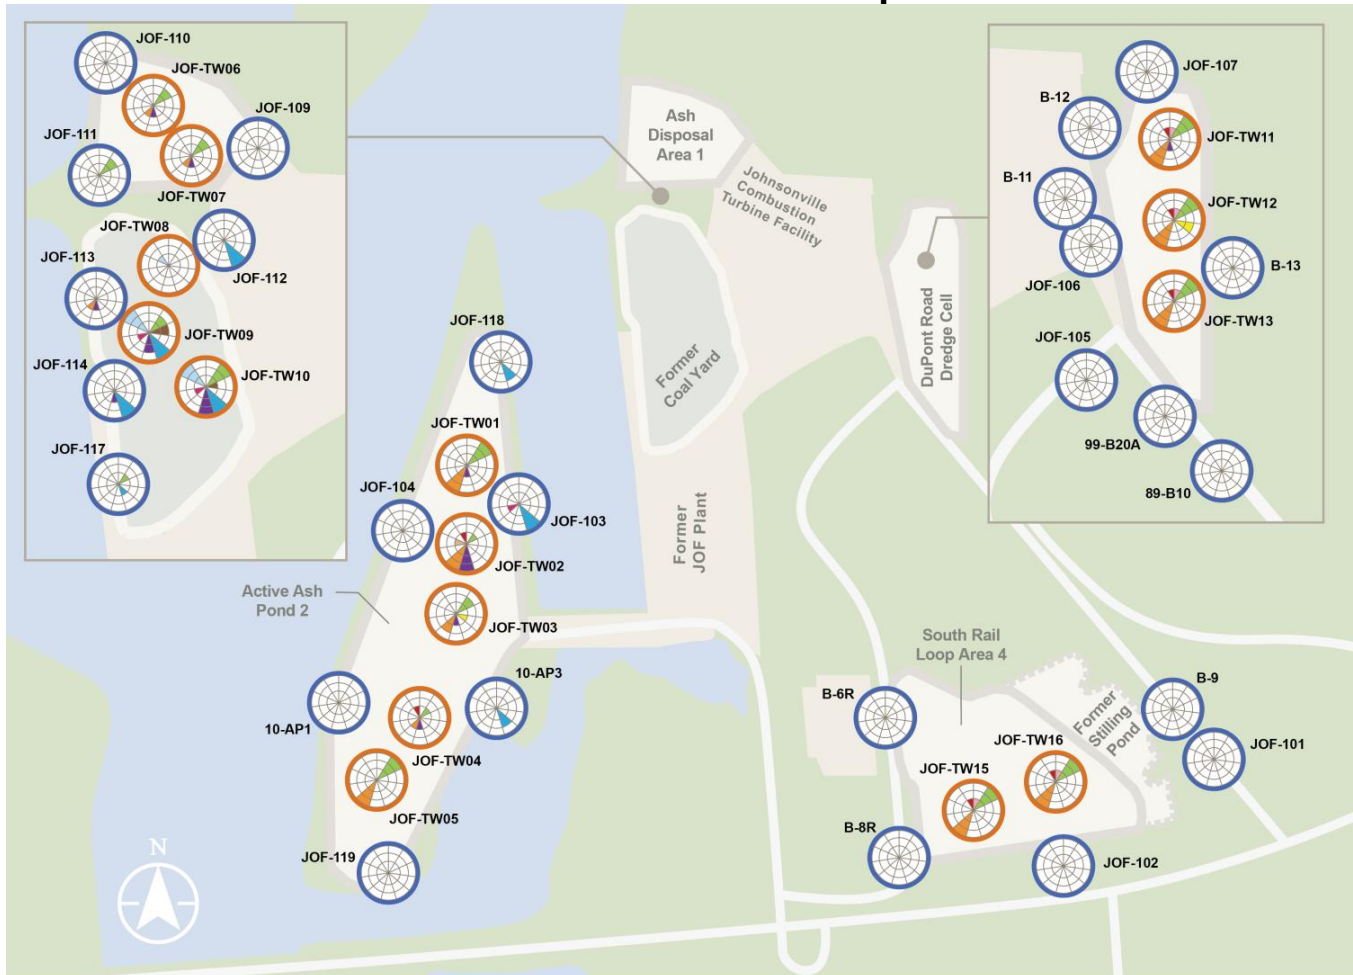 JOF-110
JOF-TW06
JOF-109
JOF-111
JOF-TW07
JOF-TW08
JOF-113
JOF-112
JOF-TW09
JOF-114
JOF-TW10
JOF-117
Ash
Disposal
Area 1
Johnsonville
Combustion
Turbine Facility
Former
Coal Yard
DuPont Road
Dredge Cell
Former
JOF Plant
JOF-107
B-12
JOF-TW11
B-11
JOF-TW12
B-13
JOF-106
JOF-TW13
JOF-105
99-B20A
89-B10
JOF-118
JOF-TW01
JOF-104
JOF-103
JOF-TW02
Active Ash
Pond 2
JOF-TW03
10-AP3
10-AP1
JOF-TW04
JOF-TW05
JOF-119
South Rail
Loop Area 4
B-6R
B-9
Former
Stilling
Pond
JOF-TW16
JOF-101
JOF-TW15
B-8R
JOF-102
N